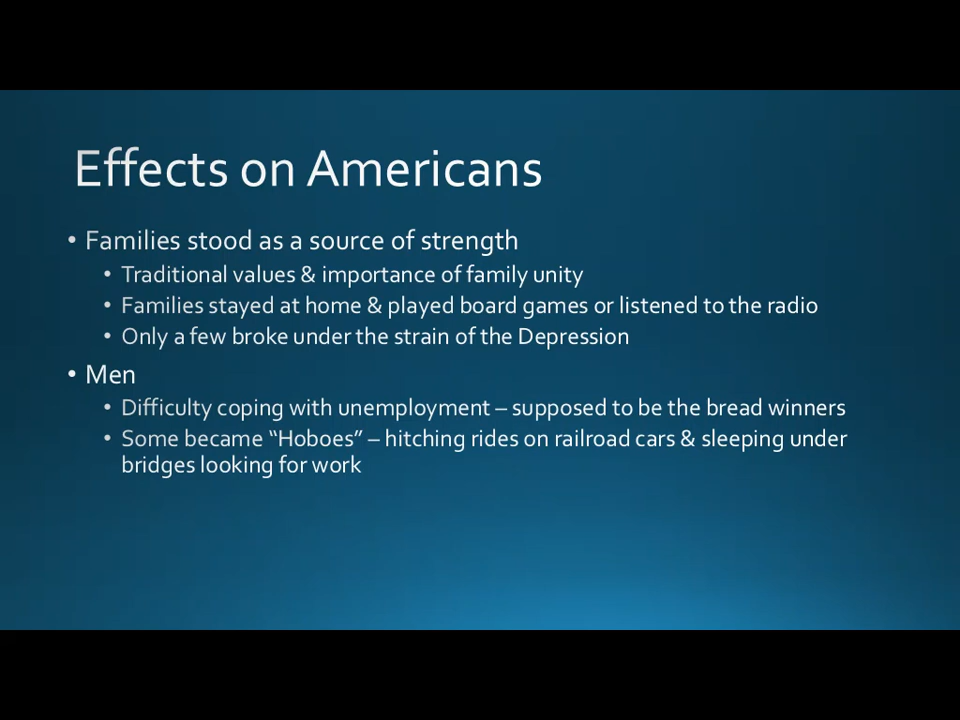 Effects on Americans
• Families stood as a source of strength
• Traditional values & importance of family unity
• Families stayed at home & played board games or listened to the radio
• Only a few broke under the strain of the Depression
• Men
• Difficulty coping with unemployment – supposed to be the bread winners
• Some became “Hoboes” – hitching rides on railroad cars & sleeping under
bridges looking for work